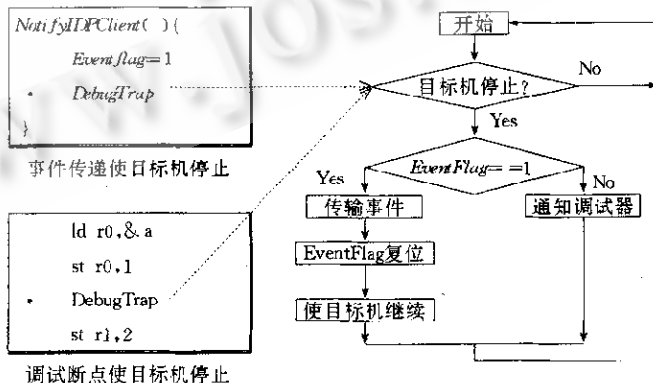 NotifyIDPClient( ){
Eventflag=1
DebugTrap
}
事件传递使目标机停止
ld r0,& a
st r0,1
DebugTrap
st r1,2
调试断点使目标机停止
开始
目标机停止?
No
Yes
EventFlag==1
Yes
No
传输事件
通知调试器
EventFlag复位
使目标机继续